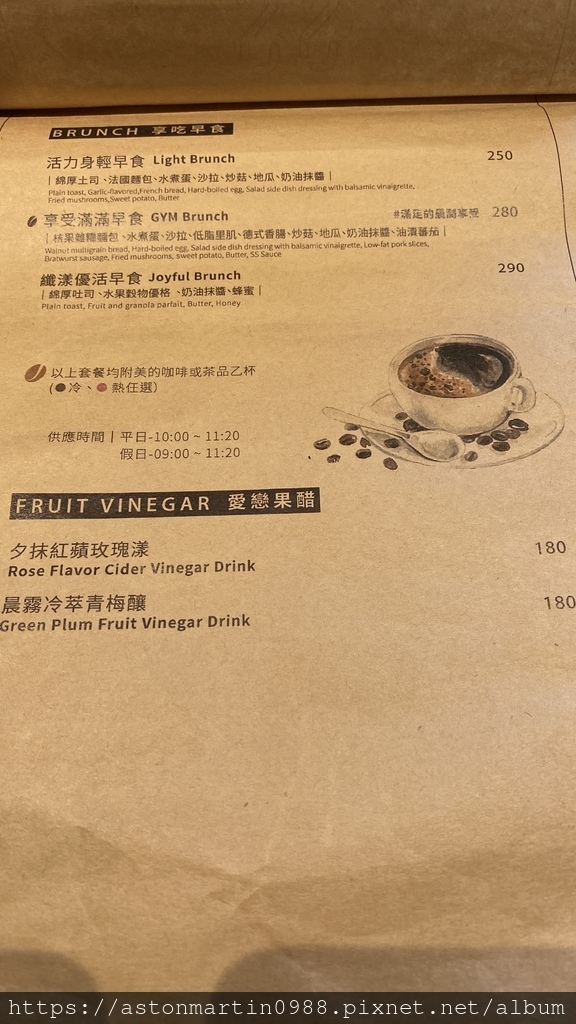 BRUNCH 享吃早食
活力身輕早食 Light Brunch 250
| 綿厚土司、法國麵包、水煮蛋、沙拉、炒菇、地瓜、奶油抹醬 |
Plain toast, Garlic-flavored,French bread, Hard-boiled egg, Salad side dish dressing with balsamic vinaigrette,
Fried mushrooms,Sweet potato, Butter
享受滿滿早食 GYM Brunch #滿足的最高享受 280
| 核果雜糧麵包、水煮蛋、沙拉、低脂里肌、德式香腸、炒菇、地瓜、奶油抹醬、油漬蕃茄 |
Walnut multigrain bread, Hard-boiled egg, Salad side dish dressing with balsamic vinaigrette, Low-fat pork slices,
Bratwurst sausage, Fried mushrooms, sweet potato, Butter, SS Sauce
纖漾優活早食 Joyful Brunch 290
| 綿厚吐司、水果穀物優格、奶油抹醬、蜂蜜 |
Plain toast, Fruit and granola parfait, Butter, Honey
以上套餐均附美的咖啡或茶品乙杯
(●冷、●熱任選)
供應時間 | 平日-10:00 ~ 11:20
假日-09:00 ~ 11:20
FRUIT VINEGAR 愛戀果醋
夕抹紅蘋玫瑰漾 180
Rose Flavor Cider Vinegar Drink
晨霧冷萃青梅釀 180
Green Plum Fruit Vinegar Drink
https://astonmartin0988.pixnet.net/album